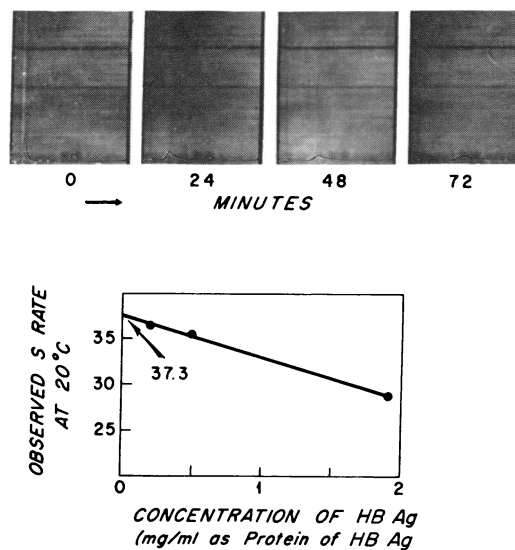 0 24 48 72
MINUTES
OBSERVED S RATE
AT 20°C
35
30
25
37.3
0 1 2
CONCENTRATION OF HB Ag
(mg/ml as Protein of HB Ag